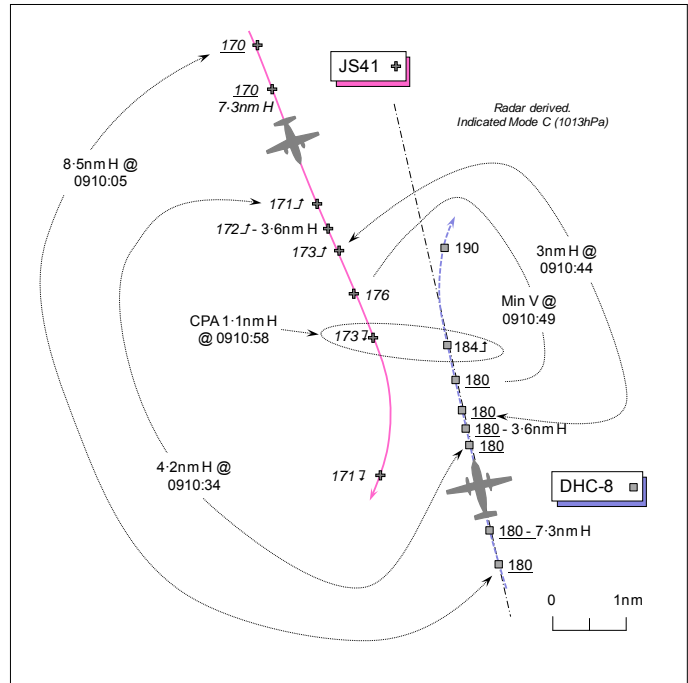 170
JS41
170
7·3nm H
Radar derived.
Indicated Mode C (1013hPa)
8·5nm H @
0910:05
171
172 - 3·6nm H
173
190
3nm H @
0910:44
176
Min V @
0910:49
CPA 1·1nm H
@ 0910:58
173
184
180
180
180 - 3·6nm H
180
4·2nm H @
0910:34
171
DHC-8
180 - 7·3nm H
180
0 1nm